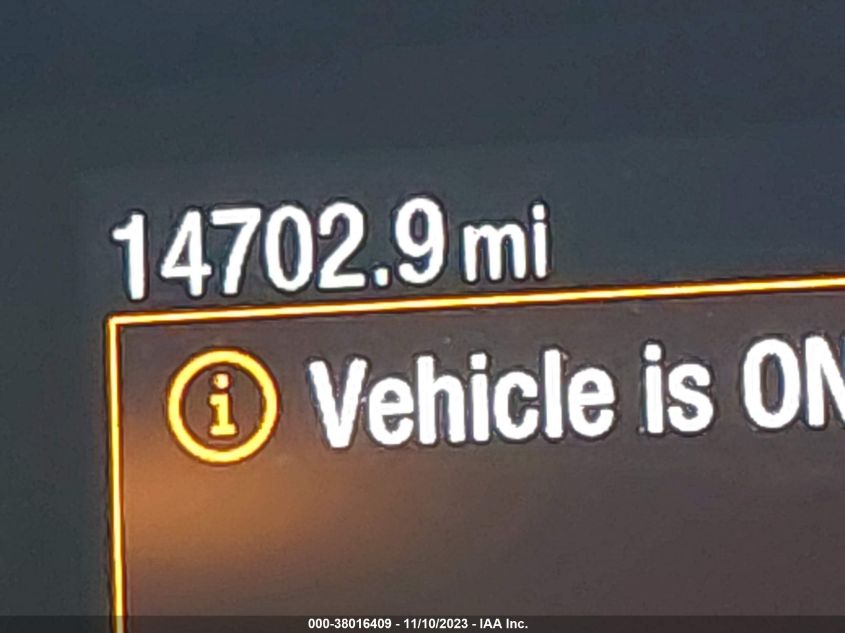 14702.9 mi
i Vehicle is ON
000-38016409 - 11/10/2023 - IAA Inc.